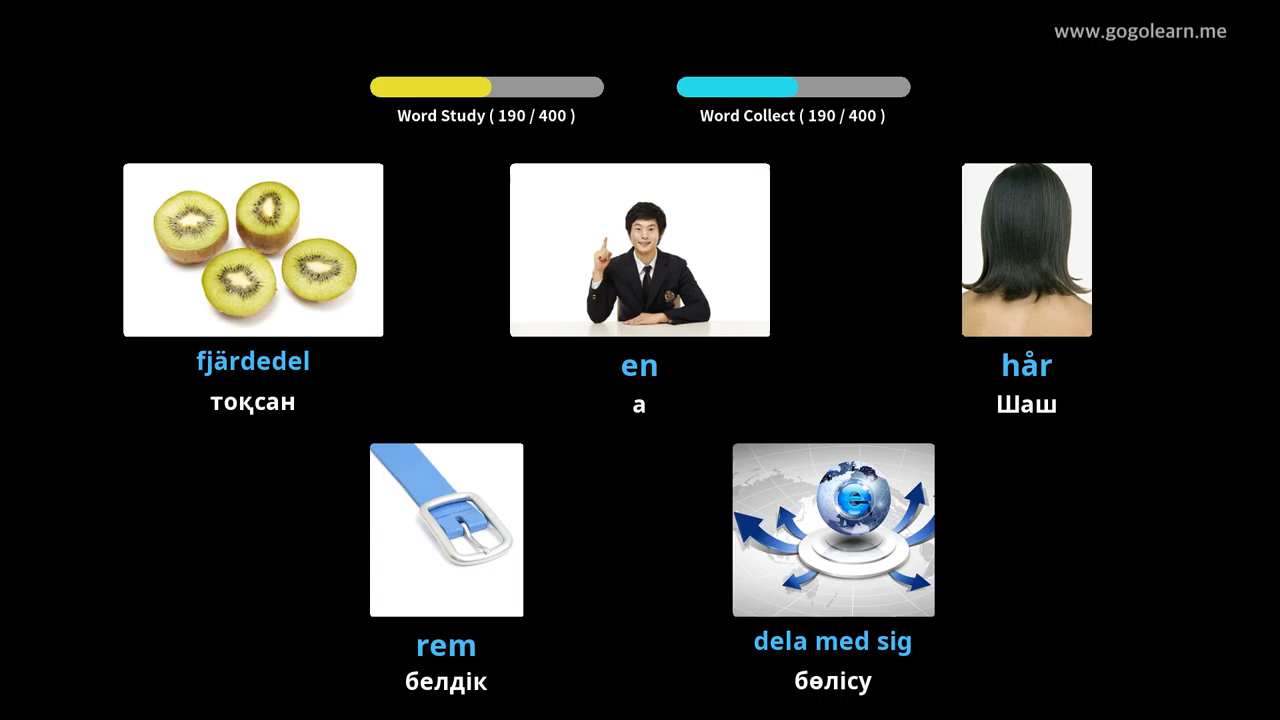 www.gogolearn.me
Word Study ( 190 / 400 )
Word Collect ( 190 / 400 )
fjärdedel
тоқсан
en
а
hår
Шаш
rem
белдік
dela med sig
бөлісу